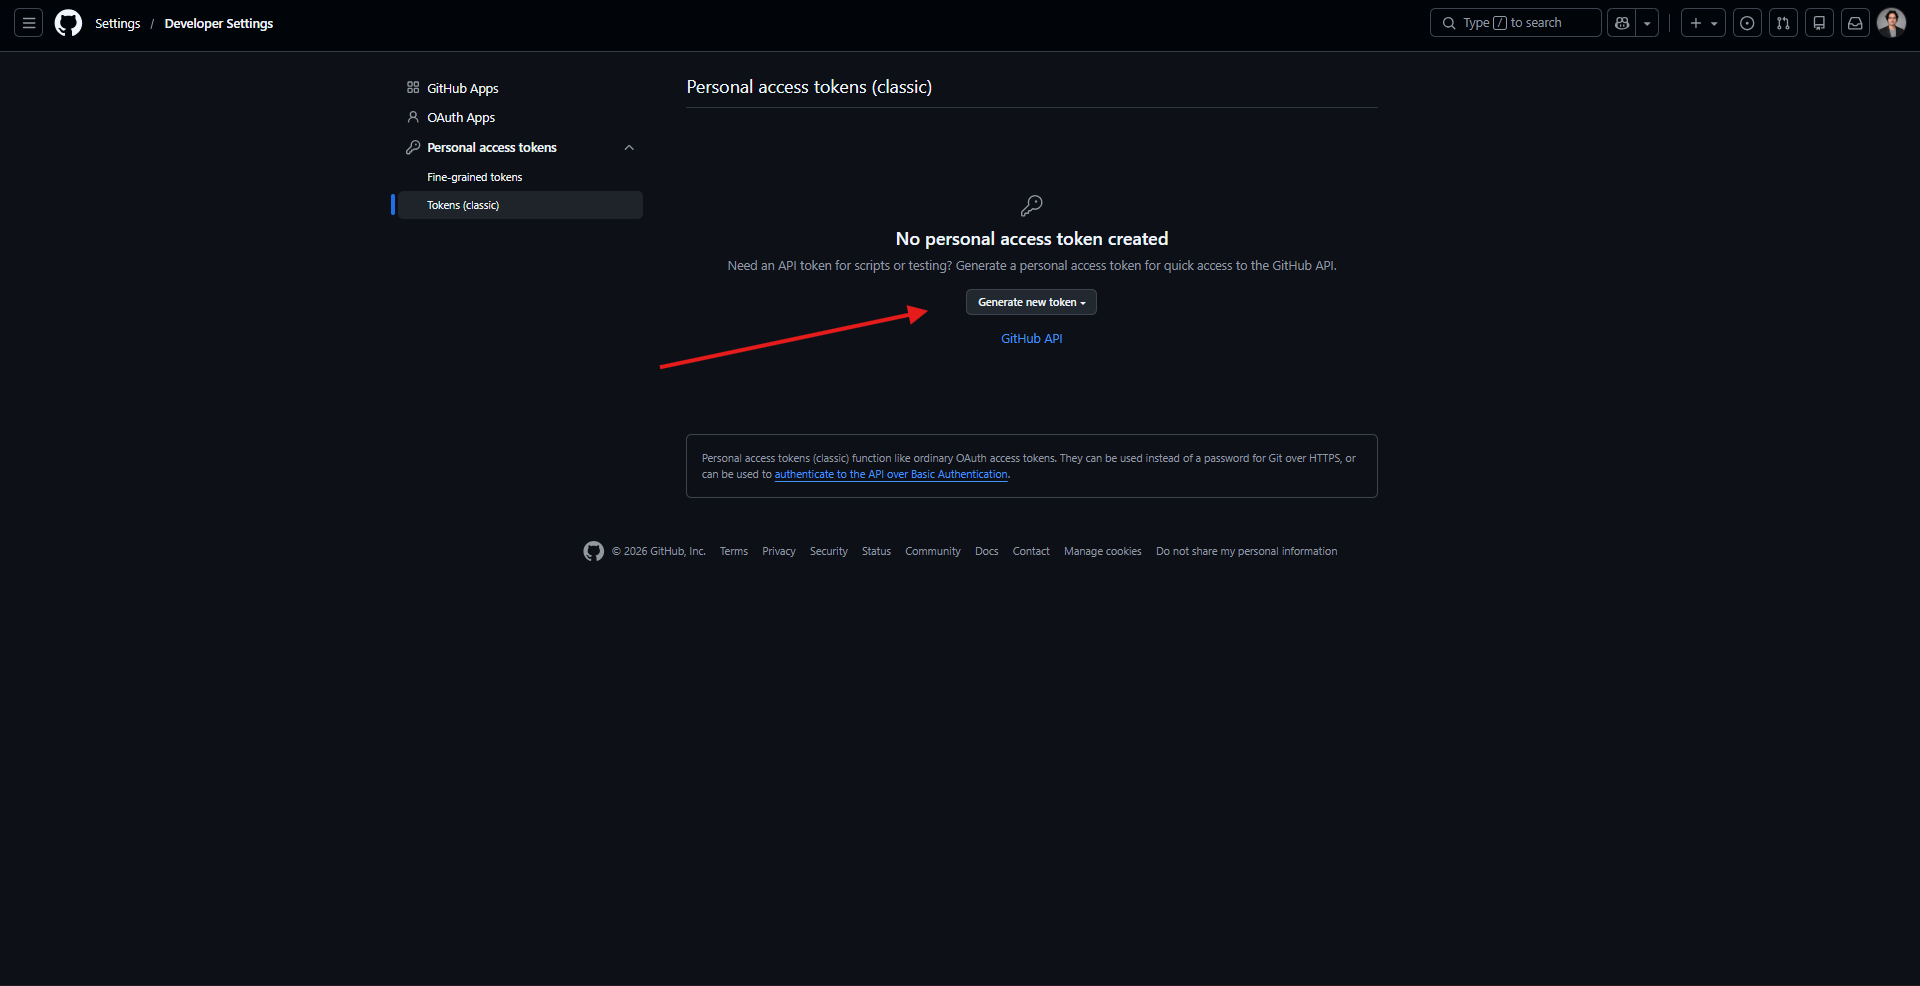 Settings / Developer Settings
Type / to search
GitHub Apps
OAuth Apps
Personal access tokens
Fine-grained tokens
Tokens (classic)
Personal access tokens (classic)
No personal access token created
Need an API token for scripts or testing? Generate a personal access token for quick access to the GitHub API.
Generate new token
GitHub API
Personal access tokens (classic) function like ordinary OAuth access tokens. They can be used instead of a password for Git over HTTPS, or
can be used to authenticate to the API over Basic Authentication.
© 2026 GitHub, Inc. Terms Privacy Security Status Community Docs Contact Manage cookies Do not share my personal information